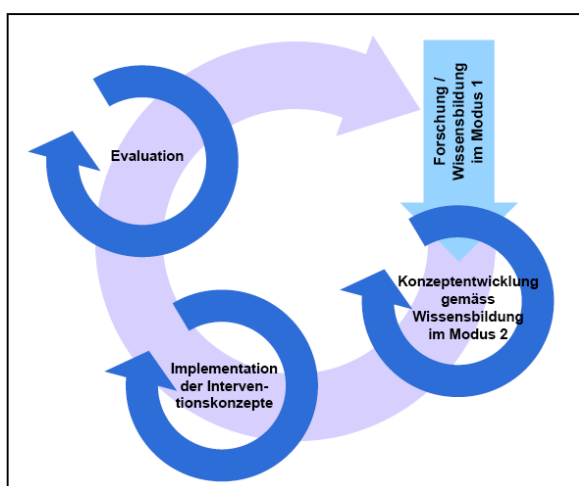 Forschung /
Wissensbildung
im Modus 1
Evaluation
Konzeptentwicklung
gemäss
Wissensbildung
im Modus 2
Implementation
der Interven-
tionskonzepte